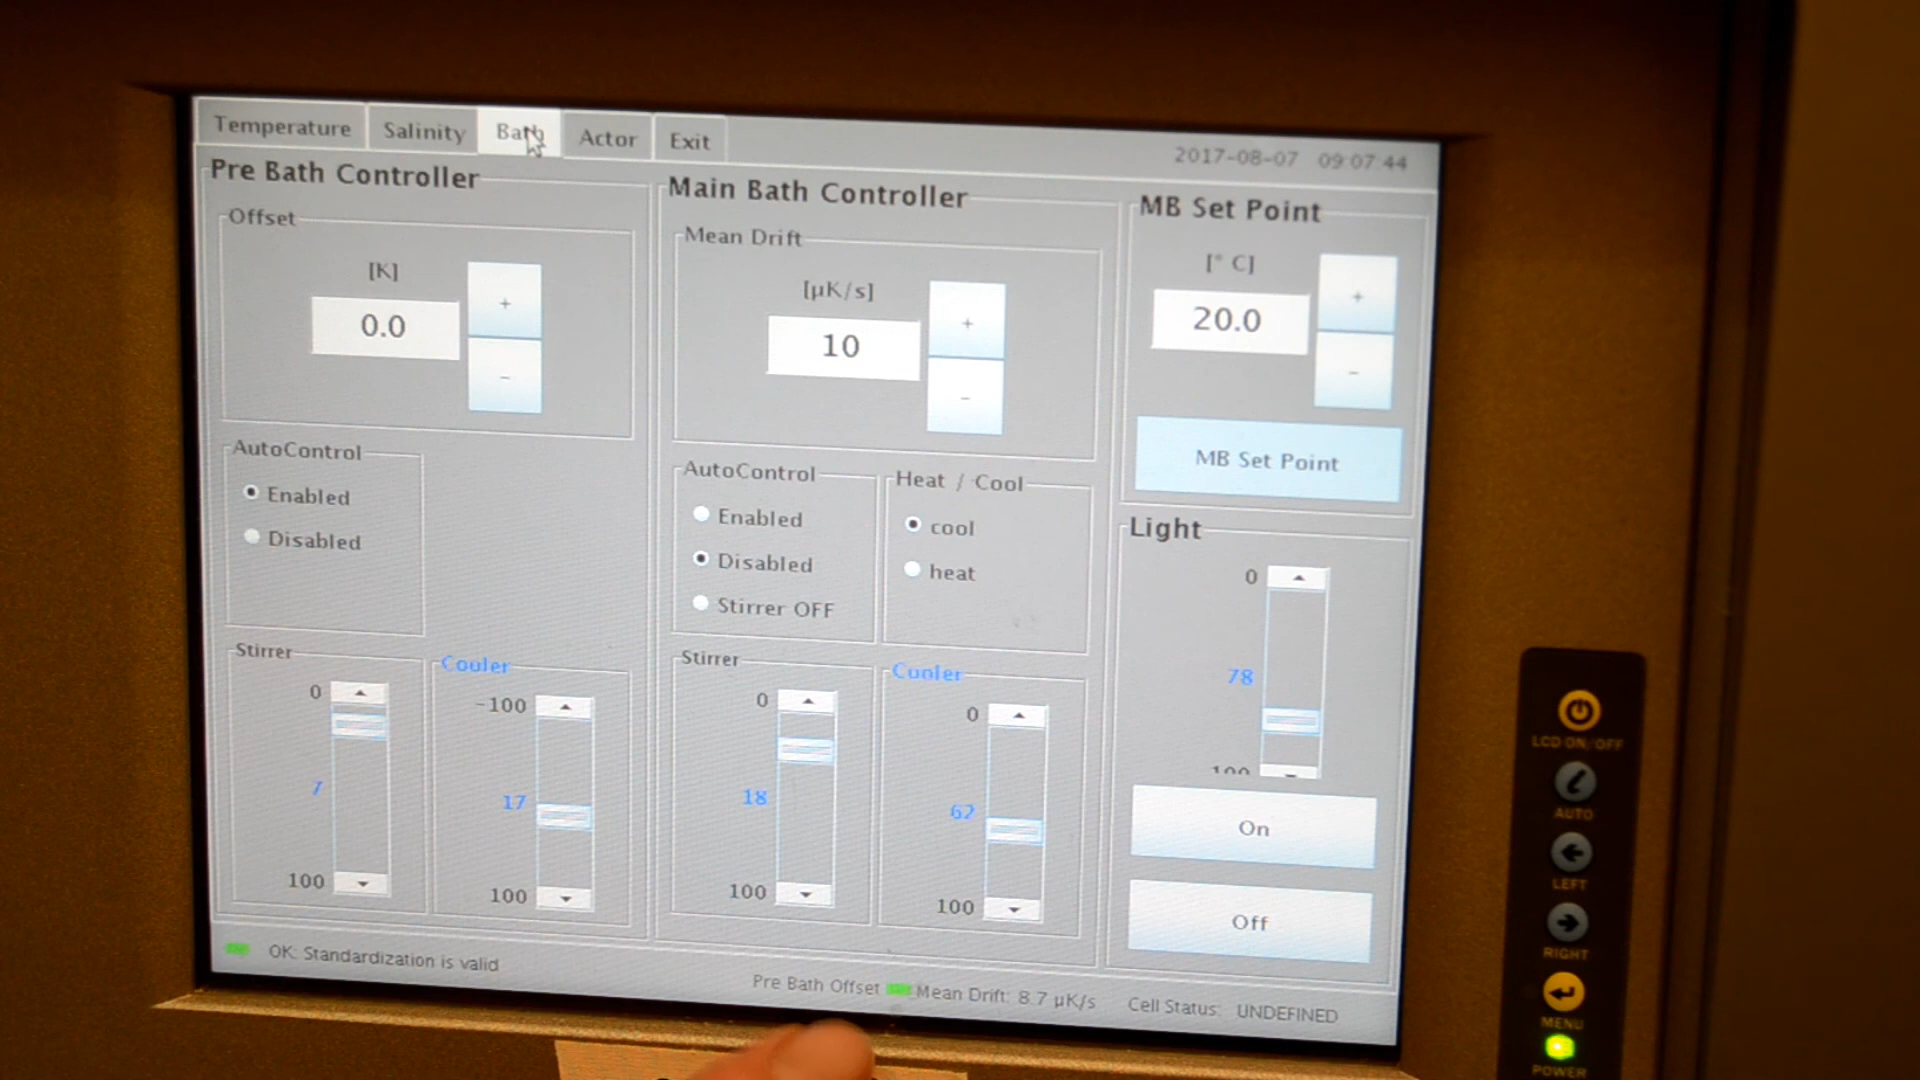 Temperature Salinity Bath Actor Exit
2017-08-07 09:07:44
Pre Bath Controller
Offset
[K]
0.0
+
-
AutoControl
Enabled
Disabled
Stirrer
0
7
100
Couler
-100
17
100
Main Bath Controller
Mean Drift
[µK/s]
10
+
-
AutoControl
Enabled
Disabled
Stirrer OFF
Heat / Cool
cool
heat
Stirrer
0
18
100
0
62
100
MB Set Point
[° C]
20.0
+
-
MB Set Point
Light
0
78
100
On
Off
OK: Standardization is valid
Pre Bath Offset Mean Drift: 8.7 µK/s Cell Status: UNDEFINED
LCD ON/OFF
AUTO
LEFT
RIGHT
MENU
POWER